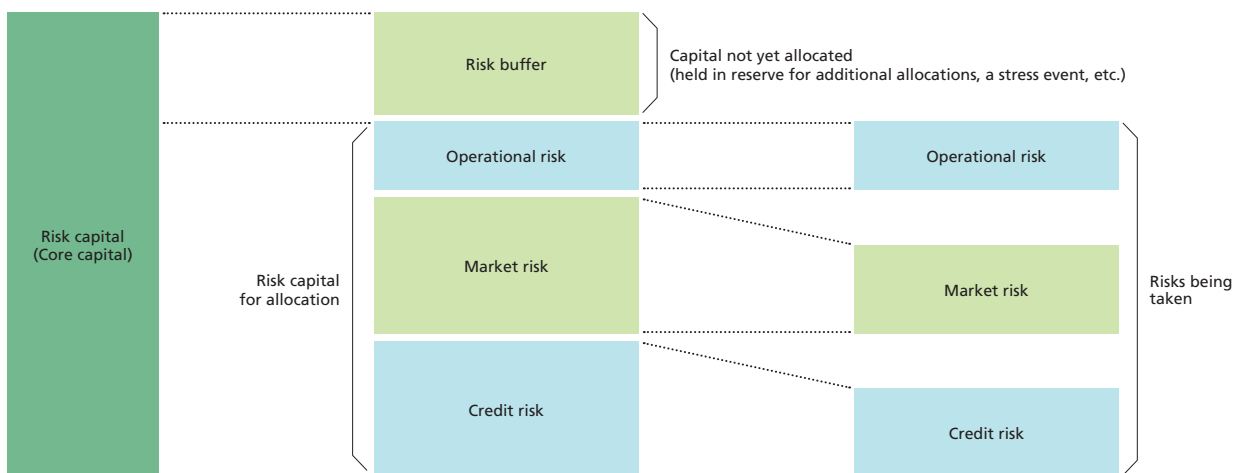 Risk capital
(Core capital)
Risk buffer
Capital not yet allocated
(held in reserve for additional allocations, a stress event, etc.)
Risk capital
for allocation
Operational risk
Market risk
Credit risk
Operational risk
Market risk
Credit risk
Risks being
taken